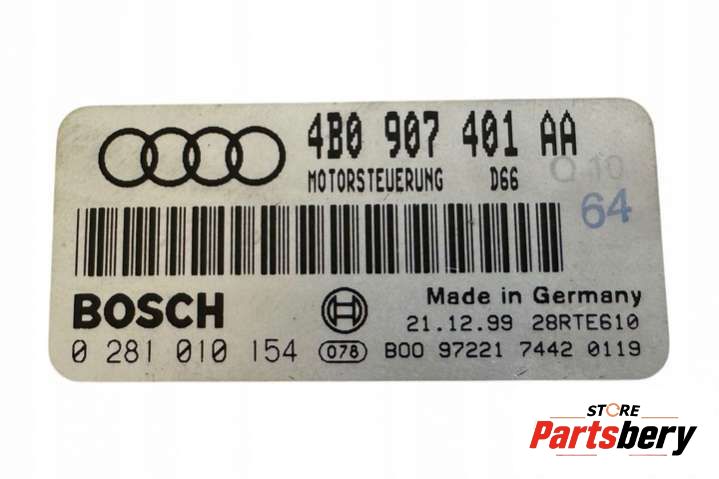 4B0 907 401 AA
MOTORSTEUERUNG D66
Q 10
64
BOSCH
Made in Germany
21.12.99 28RTE610
0 281 010 154 078 B00 97221 7442 0119
STORE
Partsbery